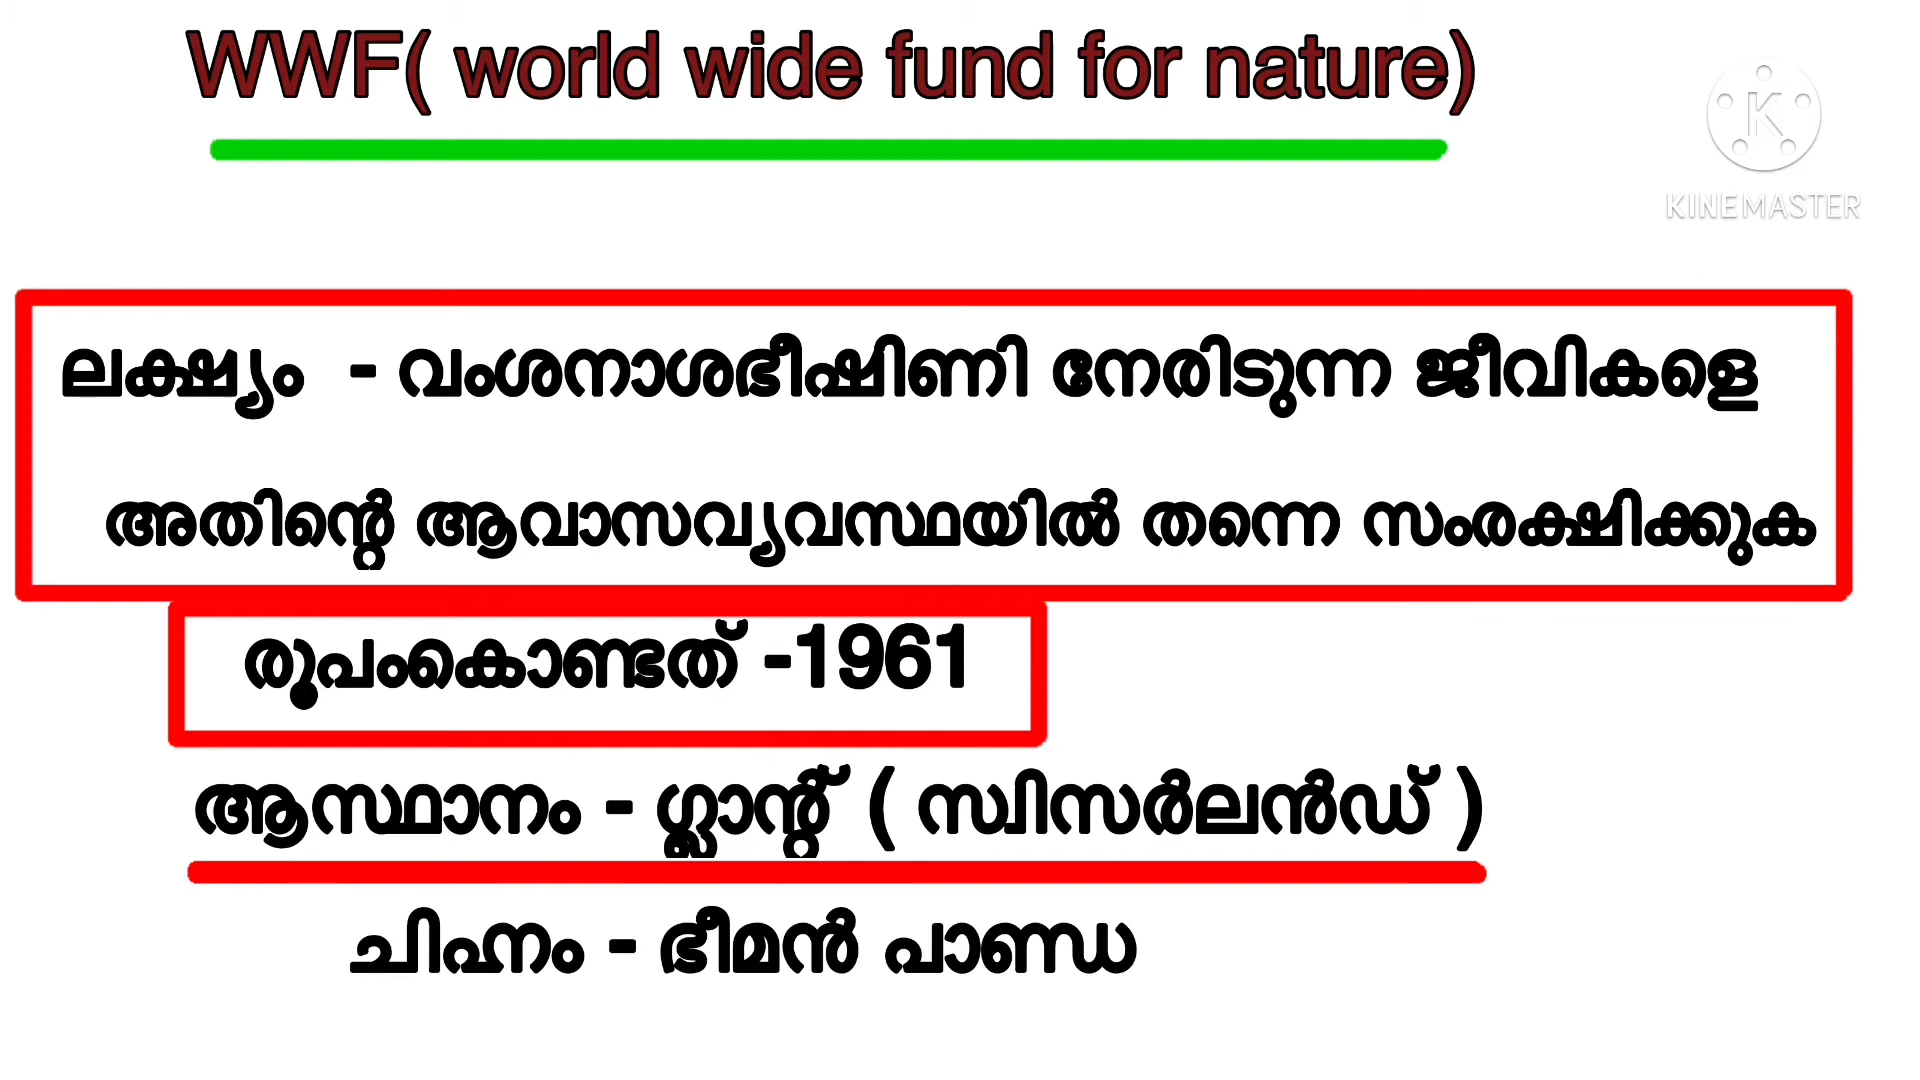 WWF( world wide fund for nature)
K
KINEMASTER
ലക്ഷ്യം - വംശനാശഭീഷിണി നേരിടുന്ന ജീവികളെ
അതിന്റെ ആവാസവ്യവസ്ഥയിൽ തന്നെ സംരക്ഷിക്കുക
രൂപംകൊണ്ടത് -1961
ആസ്ഥാനം - ഗ്ലാന്റ് ( സ്വിസർലൻഡ് )
ചിഹ്നം - ഭീമൻ പാണ്ഡ